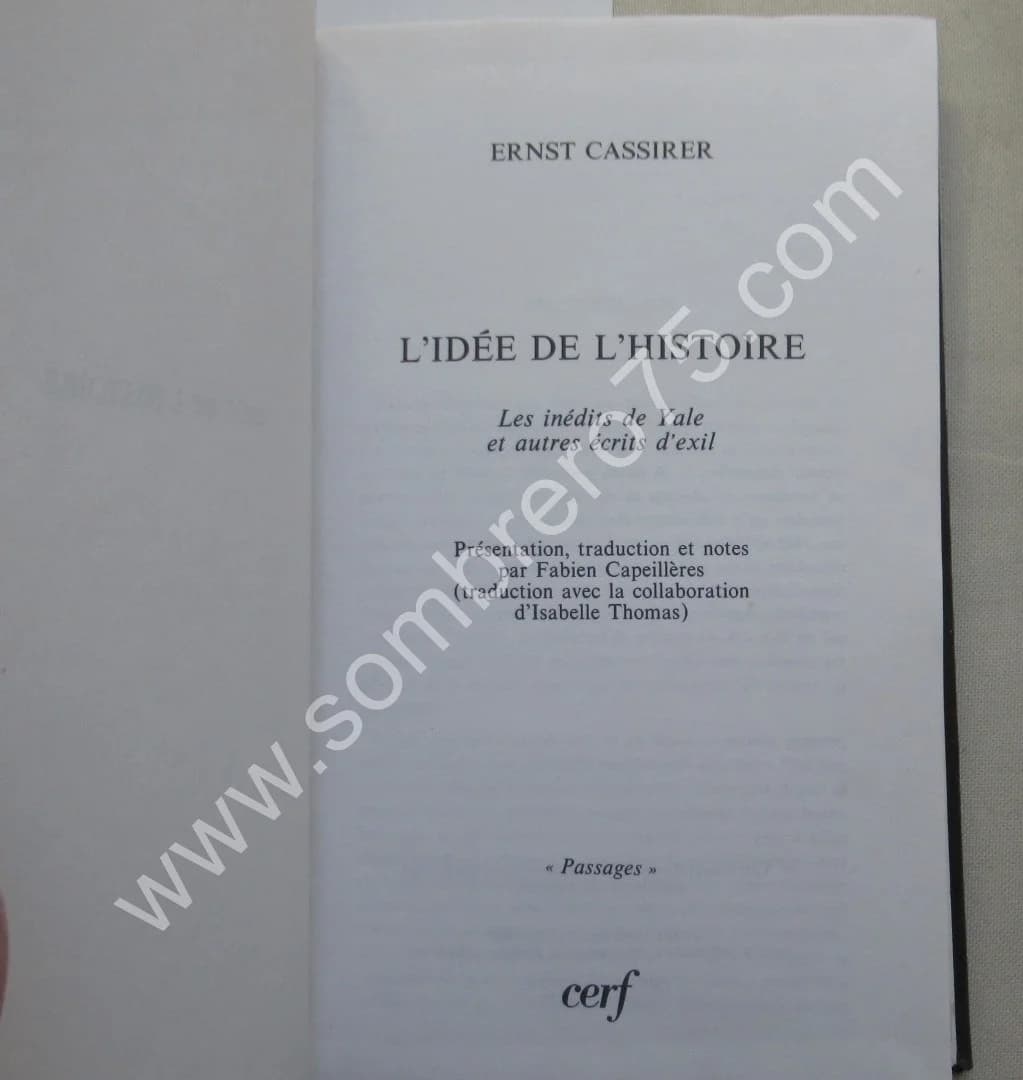 ERNST CASSIRER
L'IDÉE DE L'HISTOIRE
Les inédits de Yale
et autres écrits d'exil
Présentation, traduction et notes
par Fabien Capeillères
(traduction avec la collaboration
d'Isabelle Thomas)
« Passages »
cerf
www.sombrero75.com